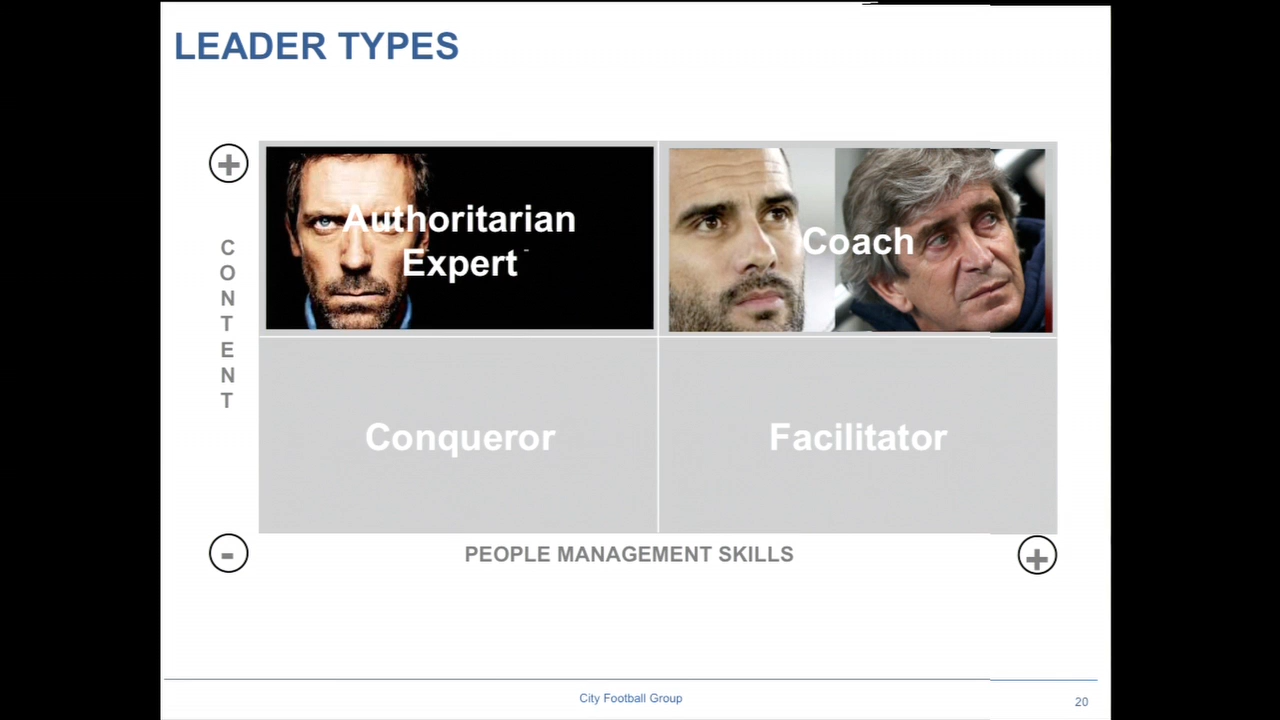 LEADER TYPES
+
C
O
N
T
E
N
T
Authoritarian
Expert
Coach
Conqueror
Facilitator
-
PEOPLE MANAGEMENT SKILLS
+
City Football Group
20